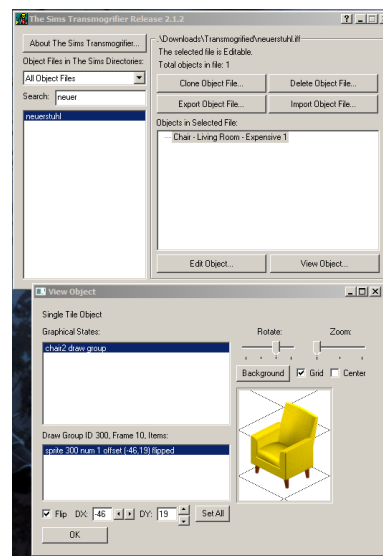 The Sims Transmogrifier Release 2.1.2
About The Sims Transmogrifier...
Object Files in The Sims Directories:
All Object Files
Search: neuer
neuerstuhl
.\Downloads\Transmogrified\neuerstuhl.iff
The selected file is Editable.
Total objects in file: 1
Clone Object File... Delete Object File...
Export Object File... Import Object File...
Objects in Selected File:
Chair - Living Room - Expensive 1
Edit Object... View Object...
View Object
Single Tile Object
Graphical States:
chair2 draw group
Rotate: Zoom:
Background Grid Center
Draw Group ID 300, Frame 10, Items:
sprite 300 num 1 offset (-46,19) flipped
Flip DX: -46 DY: 19 Set All
OK